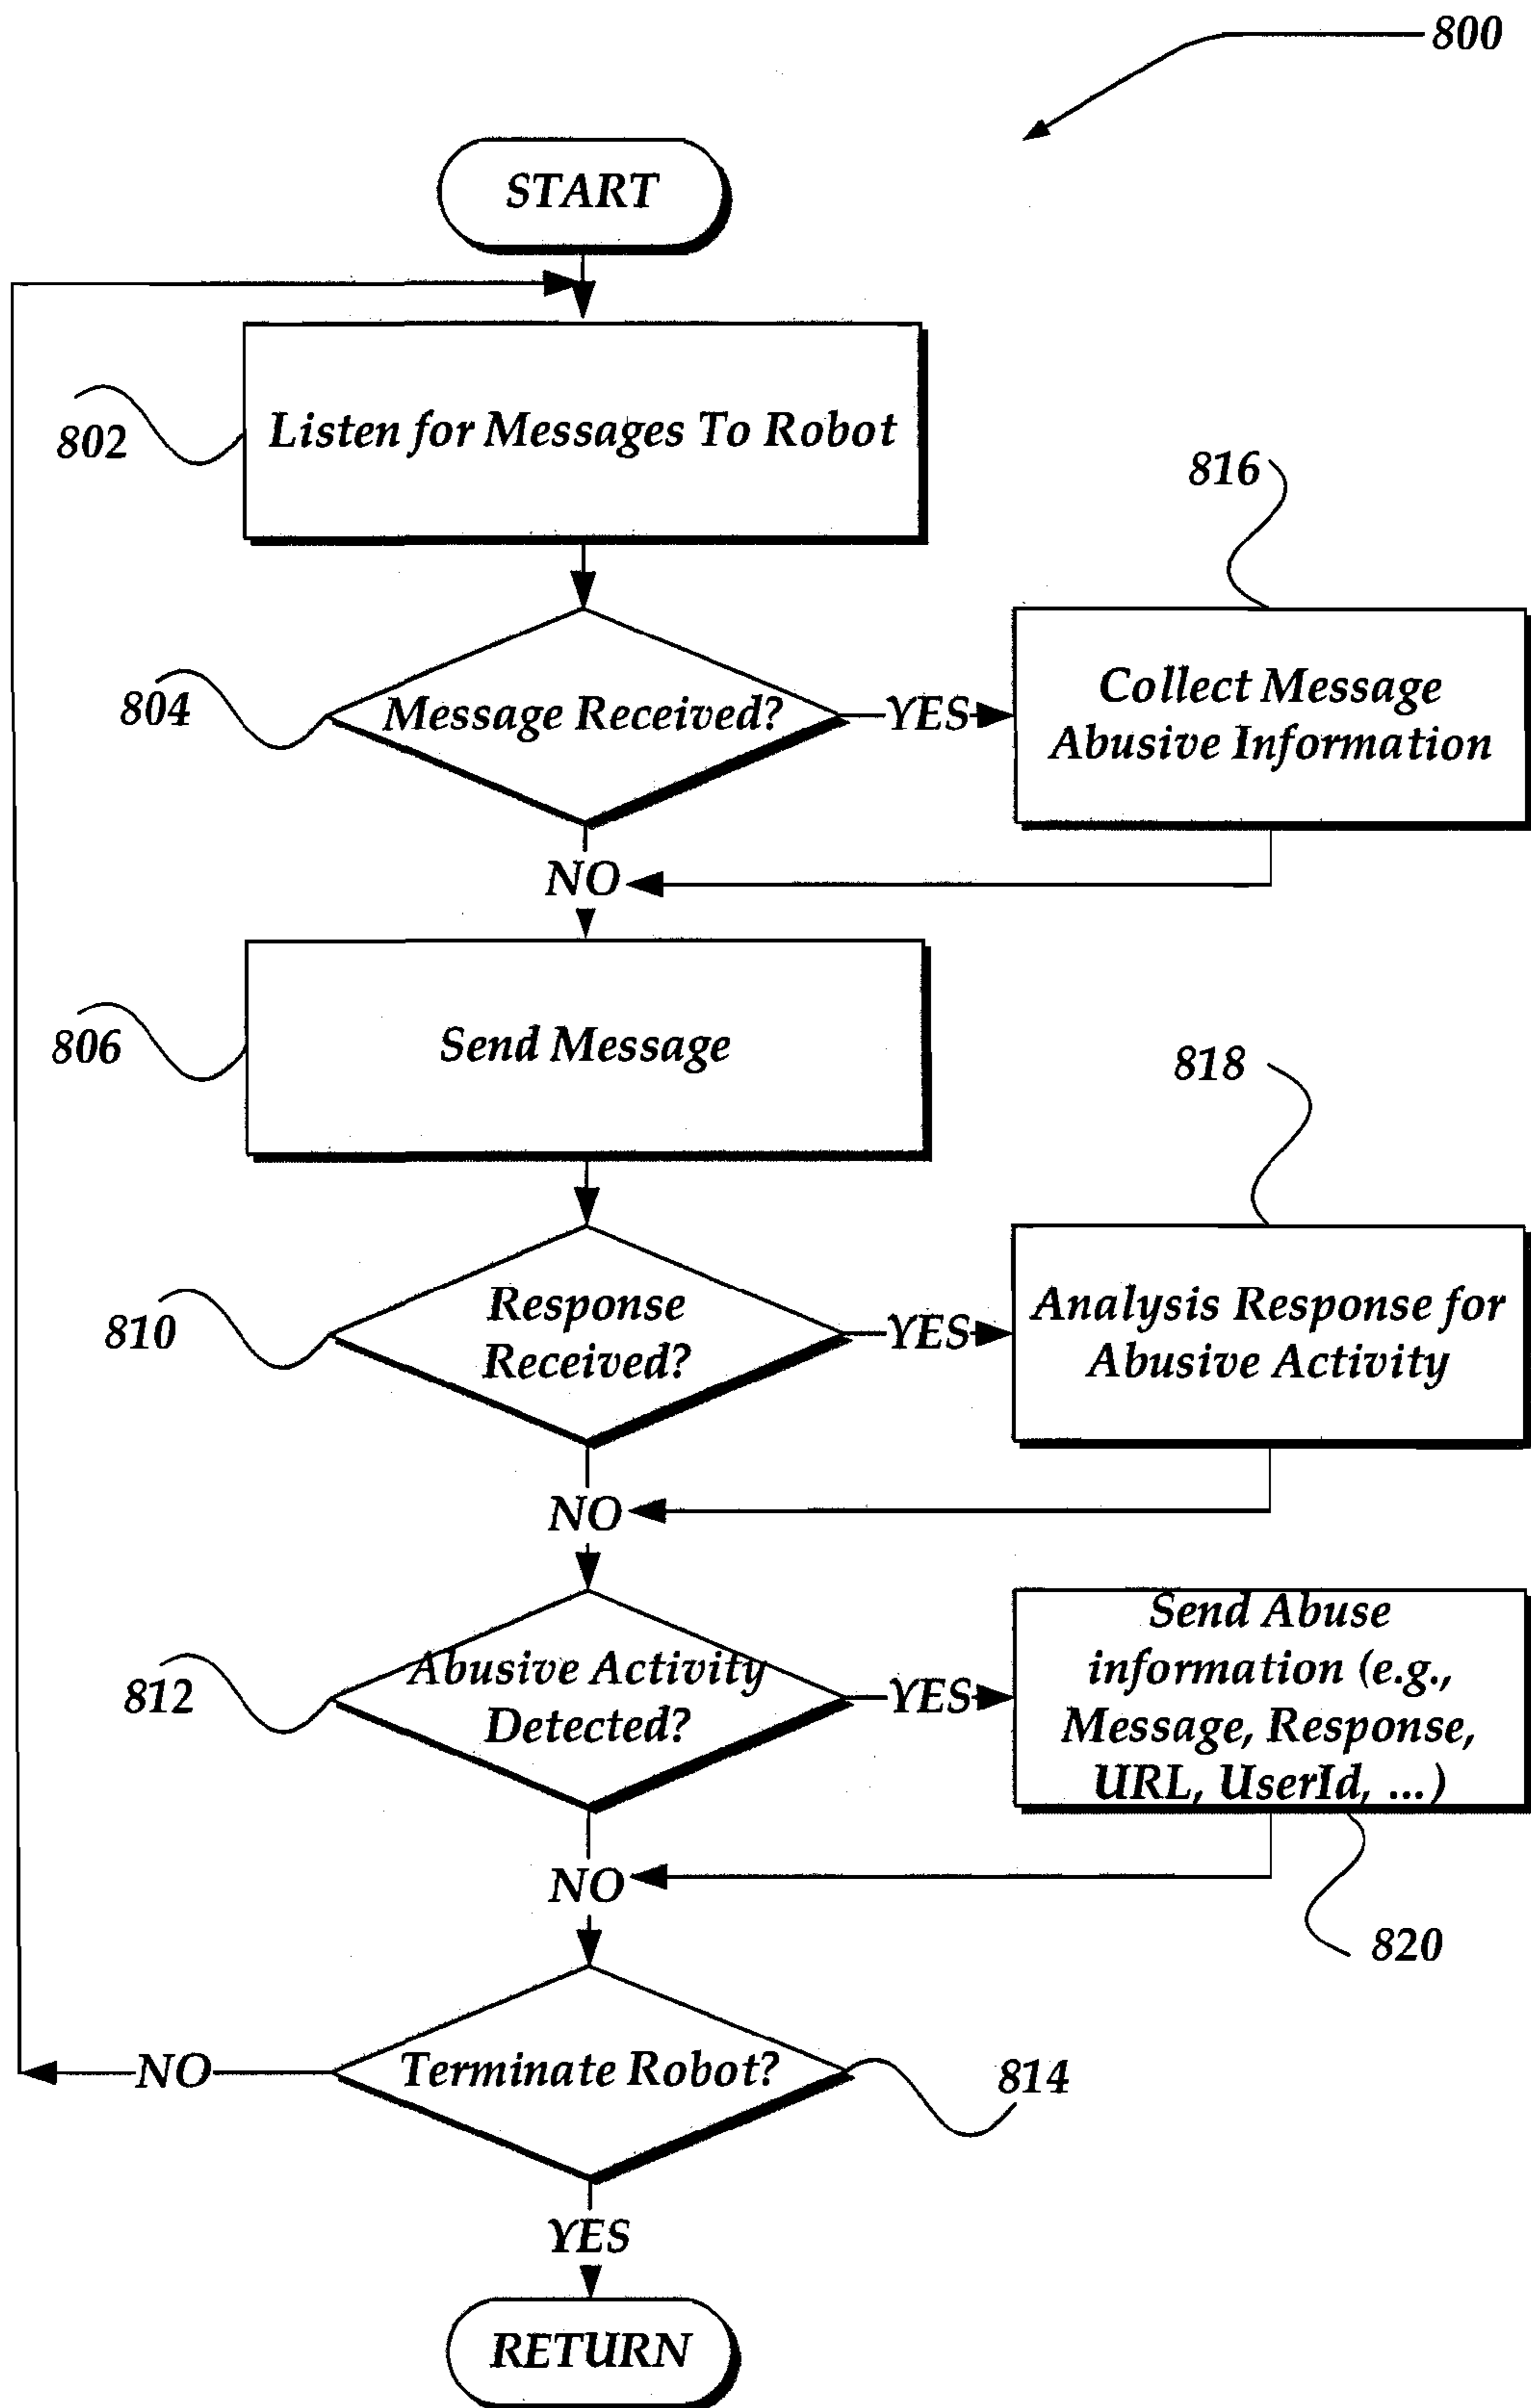 800
START
Listen for Messages To Robot
802
816
804
Message Received?
YES
Collect Message
Abusive Information
NO
806
Send Message
818
810
Response
Received?
YES
Analysis Response for
Abusive Activity
NO
812
Abusive Activity
Detected?
YES
Send Abuse
information (e.g.,
Message, Response,
URL, UserId, ...)
NO
820
NO
Terminate Robot?
814
YES
RETURN